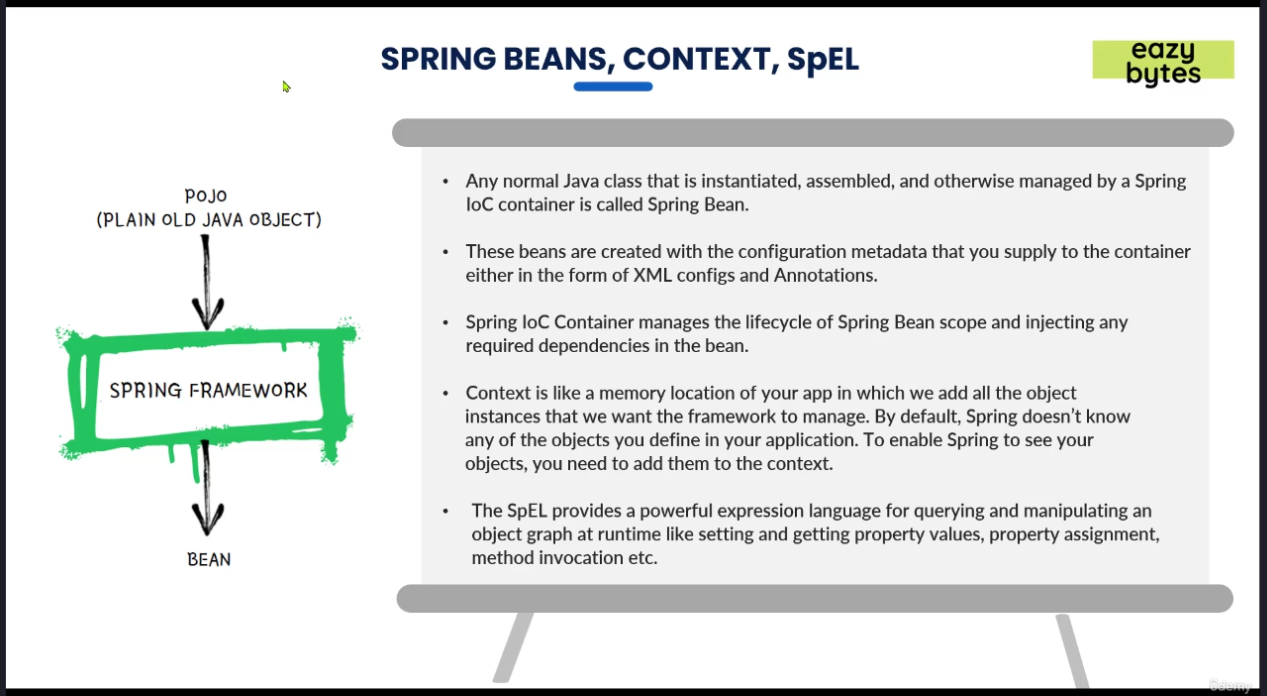 SPRING BEANS, CONTEXT, SpEL
eazy
bytes
POJO
(PLAIN OLD JAVA OBJECT)
SPRING FRAMEWORK
BEAN
• Any normal Java class that is instantiated, assembled, and otherwise managed by a Spring
IoC container is called Spring Bean.
• These beans are created with the configuration metadata that you supply to the container
either in the form of XML configs and Annotations.
• Spring IoC Container manages the lifecycle of Spring Bean scope and injecting any
required dependencies in the bean.
• Context is like a memory location of your app in which we add all the object
instances that we want the framework to manage. By default, Spring doesn’t know
any of the objects you define in your application. To enable Spring to see your
objects, you need to add them to the context.
• The SpEL provides a powerful expression language for querying and manipulating an
object graph at runtime like setting and getting property values, property assignment,
method invocation etc.
Udemy